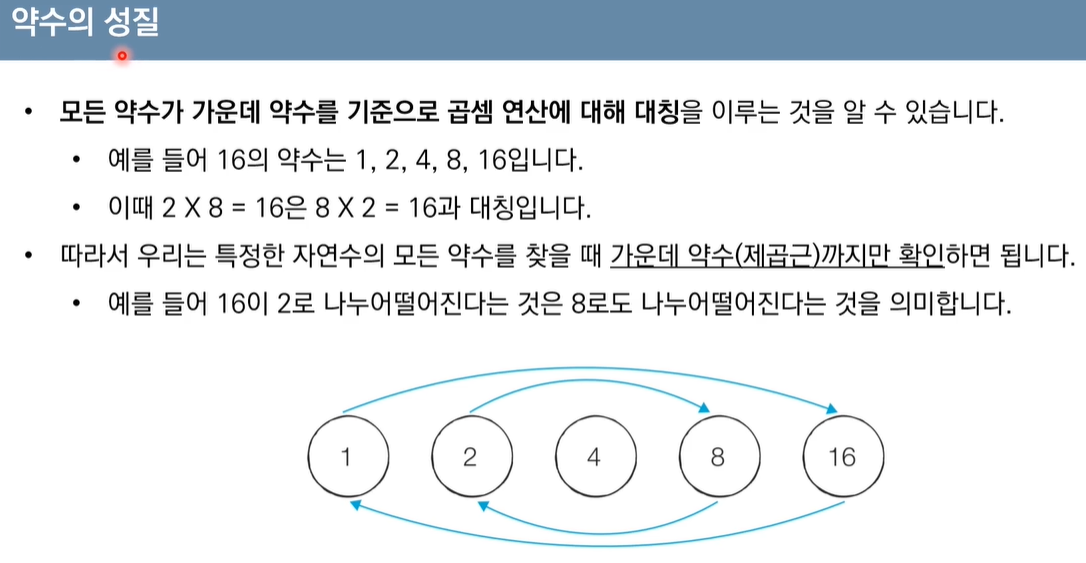 약수의 성질
• 모든 약수가 가운데 약수를 기준으로 곱셈 연산에 대해 대칭을 이루는 것을 알 수 있습니다.
• 예를 들어 16의 약수는 1, 2, 4, 8, 16입니다.
• 이때 2 X 8 = 16은 8 X 2 = 16과 대칭입니다.
• 따라서 우리는 특정한 자연수의 모든 약수를 찾을 때 가운데 약수(제곱근)까지만 확인하면 됩니다.
• 예를 들어 16이 2로 나누어떨어진다는 것은 8로도 나누어떨어진다는 것을 의미합니다.
1 2 4 8 16